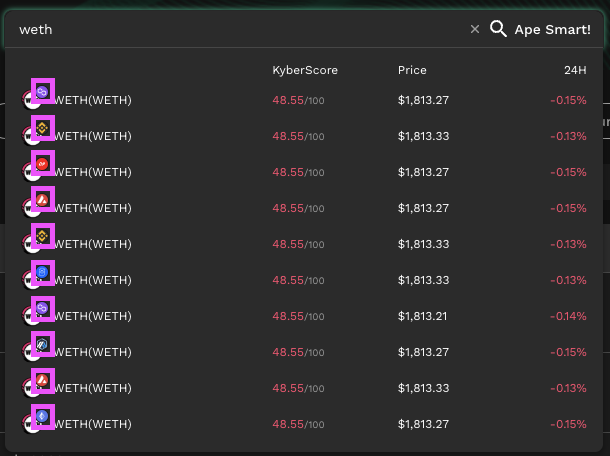 weth × Ape Smart!
KyberScore Price 24H
WETH(WETH) 48.55/100 $1,813.27 -0.15%
WETH(WETH) 48.55/100 $1,813.33 -0.13%
WETH(WETH) 48.55/100 $1,813.27 -0.15%
WETH(WETH) 48.55/100 $1,813.27 -0.15%
WETH(WETH) 48.55/100 $1,813.33 -0.13%
WETH(WETH) 48.55/100 $1,813.33 -0.13%
WETH(WETH) 48.55/100 $1,813.21 -0.14%
WETH(WETH) 48.55/100 $1,813.27 -0.15%
WETH(WETH) 48.55/100 $1,813.33 -0.13%
WETH(WETH) 48.55/100 $1,813.27 -0.15%